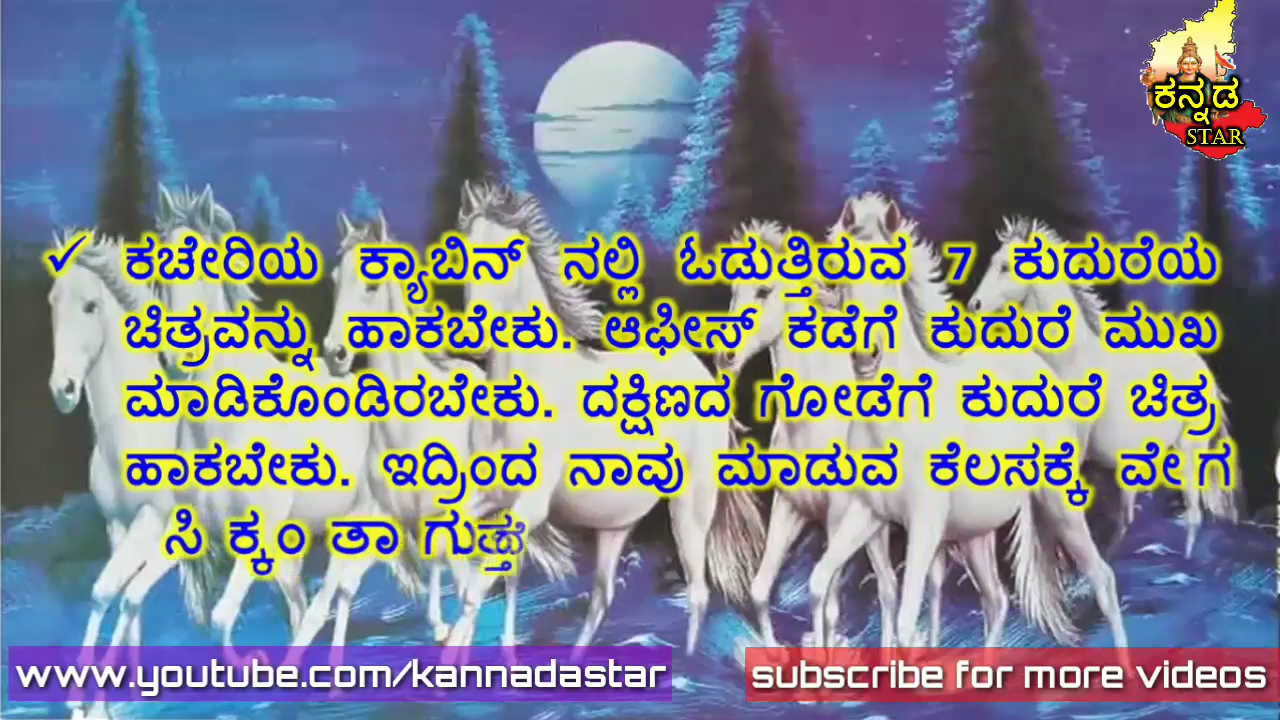 ಕನ್ನಡ
STAR
✓ ಕಚೇರಿಯ ಕ್ಯಾಬಿನ್ ನಲ್ಲಿ ಓಡುತ್ತಿರುವ 7 ಕುದುರೆಯ
ಚಿತ್ರವನ್ನು ಹಾಕಬೇಕು. ಆಫೀಸ್ ಕಡೆಗೆ ಕುದುರೆ ಮುಖ
ಮಾಡಿಕೊಂಡಿರಬೇಕು. ದಕ್ಷಿಣದ ಗೋಡೆಗೆ ಕುದುರೆ ಚಿತ್ರ
ಹಾಕಬೇಕು. ಇದ್ರಿಂದ ನಾವು ಮಾಡುವ ಕೆಲಸಕ್ಕೆ ವೇಗ
ಸಿಕ್ಕಂತಾಗುತ್ತೆ
www.youtube.com/kannadastar
subscribe for more videos